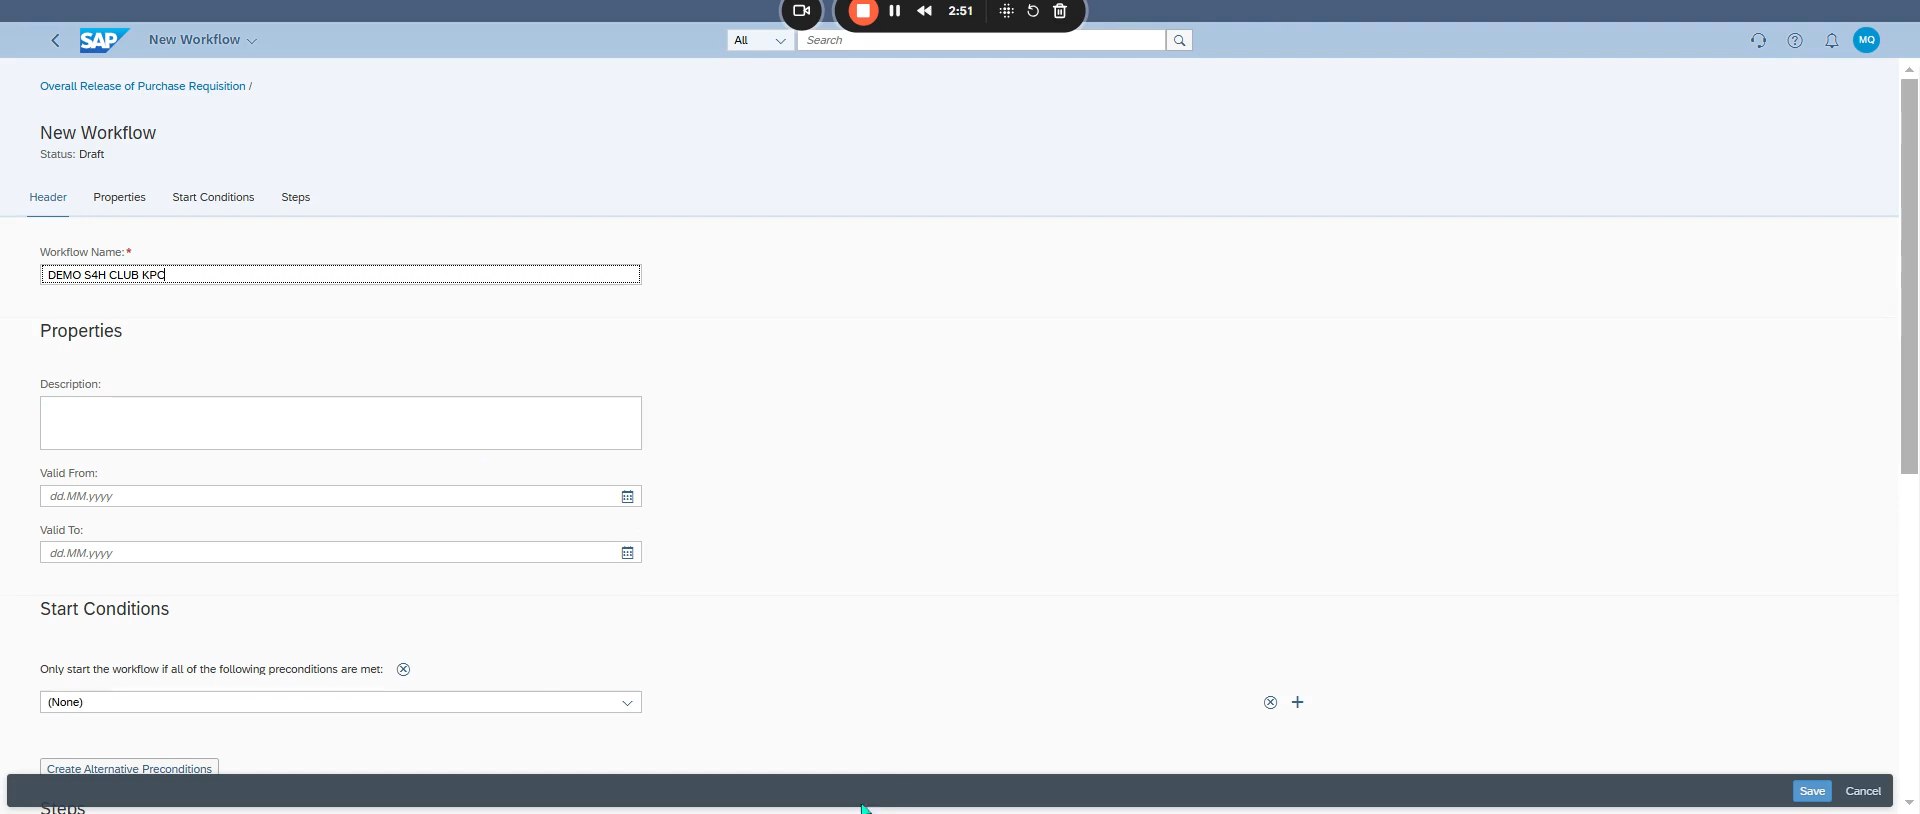 2:51
SAP New Workflow All Search MQ
Overall Release of Purchase Requisition /
New Workflow
Status: Draft
Header Properties Start Conditions Steps
Workflow Name:*
DEMO S4H CLUB KPC
Properties
Description:
Valid From:
dd.MM.yyyy
Valid To:
dd.MM.yyyy
Start Conditions
Only start the workflow if all of the following preconditions are met:
(None)
Create Alternative Preconditions
Steps
Save Cancel